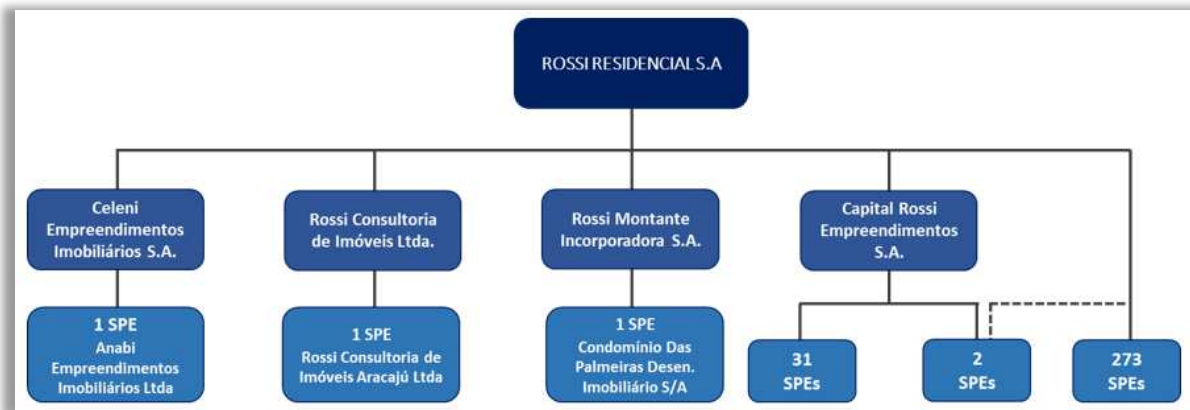 ROSSI RESIDENCIAL S.A
Celeni
Empreendimentos
Imobiliários S.A.
Rossi Consultoria
de Imóveis Ltda.
Rossi Montante
Incorporadora S.A.
Capital Rossi
Empreendimentos
S.A.
1 SPE
Anabi
Empreendimentos
Imobiliários Ltda
1 SPE
Rossi Consultoria de
Imóveis Aracajú Ltda
1 SPE
Condomínio Das
Palmeiras Desen.
Imobiliário S/A
31
SPEs
2
SPEs
273
SPEs